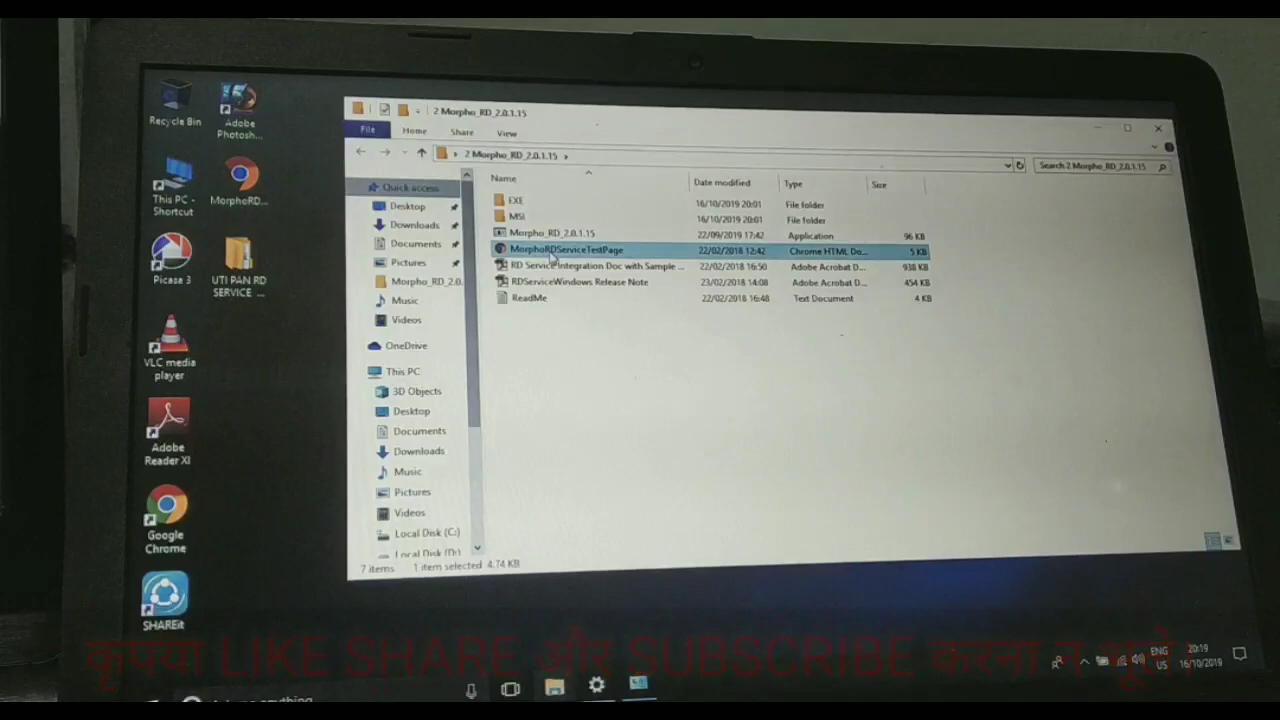 Recycle Bin
Adobe
Photosh...
This PC -
Shortcut
MorphoRD...
Picasa 3
UTI PAN RD
SERVICE ...
VLC media
player
Adobe
Reader XI
Google
Chrome
SHAREit
2 Morpho_RD_2.0.1.15
File Home Share View
2 Morpho_RD_2.0.1.15
Search 2 Morpho_RD_2.0.1.15
Quick access
Desktop
Downloads
Documents
Pictures
Morpho_RD_2.0.
Music
Videos
OneDrive
This PC
3D Objects
Desktop
Documents
Downloads
Music
Pictures
Videos
Local Disk (C:)
Local Disk (D:)
Name Date modified Type Size
EXE 16/10/2019 20:01 File folder
MSI 16/10/2019 20:01 File folder
Morpho_RD_2.0.1.15 22/09/2019 17:42 Application 96 KB
MorphoRDServiceTestPage 22/02/2018 12:42 Chrome HTML Do... 5 KB
RD Service Integration Doc with Sample ... 22/02/2018 16:50 Adobe Acrobat D... 938 KB
RDServiceWindows Release Note 23/02/2018 14:08 Adobe Acrobat D... 454 KB
ReadMe 22/02/2018 16:48 Text Document 4 KB
7 items 1 item selected 4.74 KB
कृपया LIKE SHARE और SUBSCRIBE करना न भूले।
ENG
US
20:19
16/10/2019